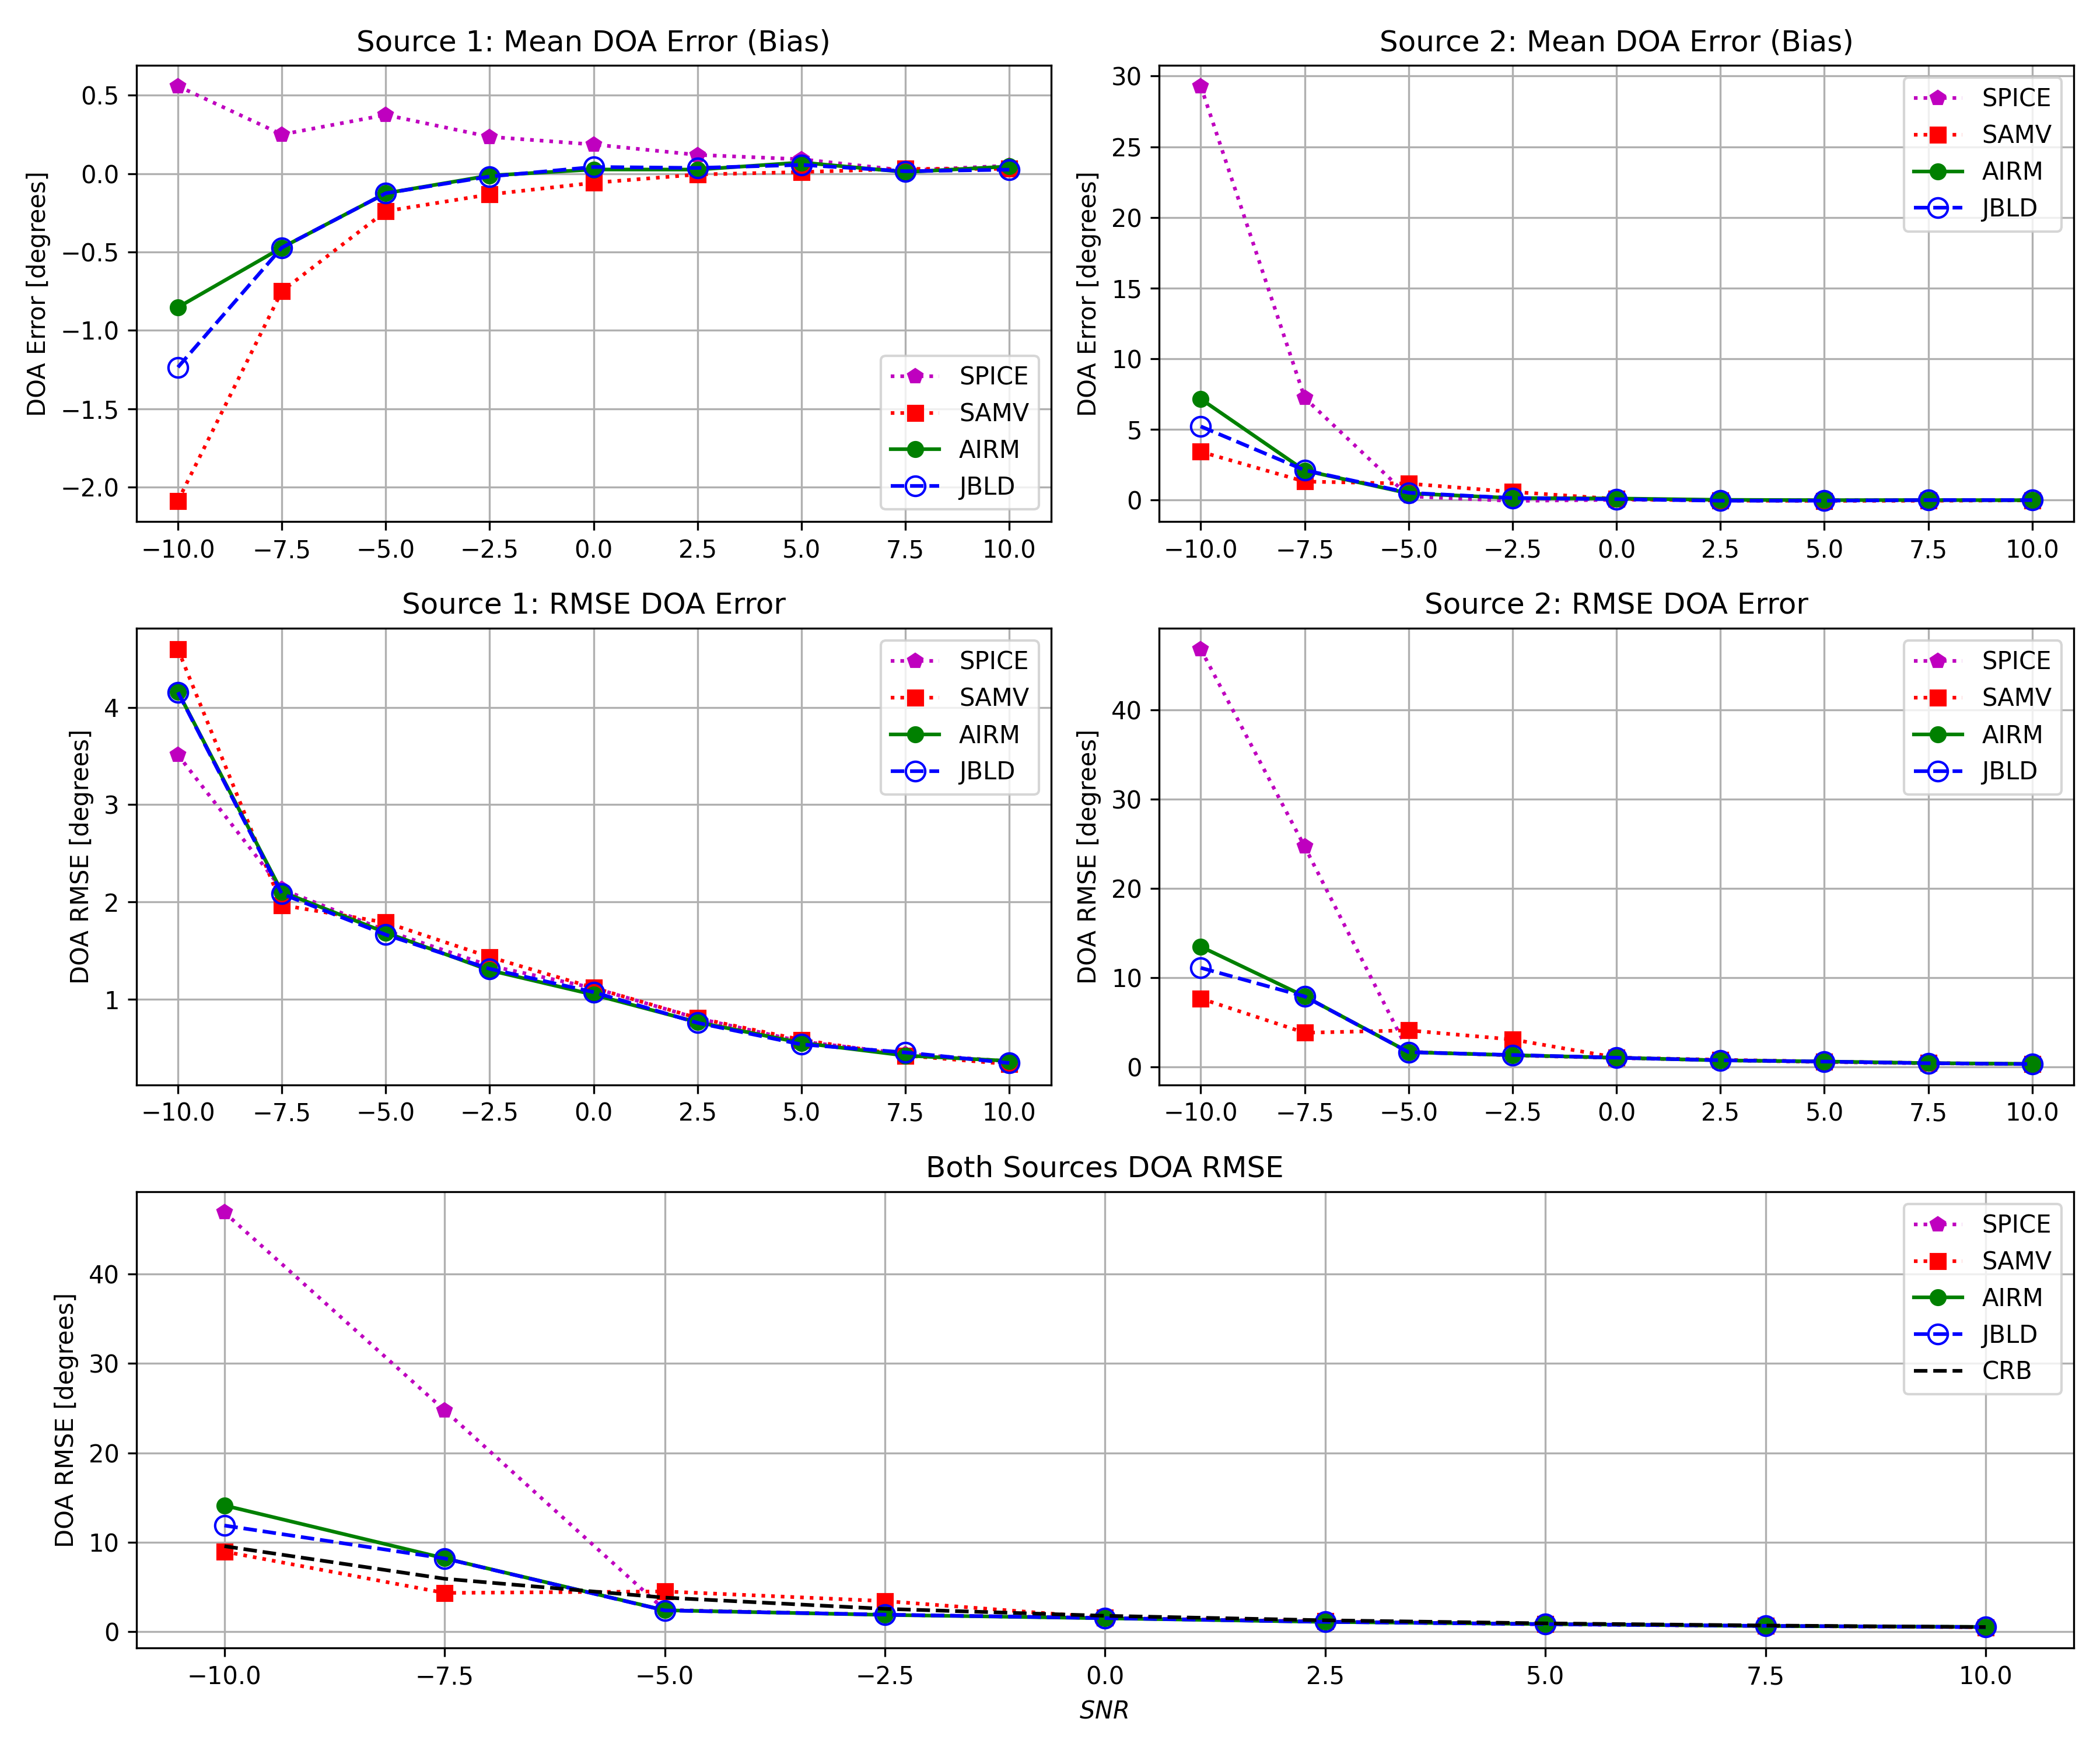 Source 1: Mean DOA Error (Bias)
DOA Error [degrees]
0.5
0.0
−0.5
−1.0
−1.5
−2.0
−10.0 −7.5 −5.0 −2.5 0.0 2.5 5.0 7.5 10.0
SPICE
SAMV
AIRM
JBLD
Source 2: Mean DOA Error (Bias)
DOA Error [degrees]
30
25
20
15
10
5
0
−10.0 −7.5 −5.0 −2.5 0.0 2.5 5.0 7.5 10.0
SPICE
SAMV
AIRM
JBLD
Source 1: RMSE DOA Error
DOA RMSE [degrees]
4
3
2
1
−10.0 −7.5 −5.0 −2.5 0.0 2.5 5.0 7.5 10.0
SPICE
SAMV
AIRM
JBLD
Source 2: RMSE DOA Error
DOA RMSE [degrees]
40
30
20
10
0
−10.0 −7.5 −5.0 −2.5 0.0 2.5 5.0 7.5 10.0
SPICE
SAMV
AIRM
JBLD
Both Sources DOA RMSE
DOA RMSE [degrees]
40
30
20
10
0
−10.0 −7.5 −5.0 −2.5 0.0 2.5 5.0 7.5 10.0
SNR
SPICE
SAMV
AIRM
JBLD
CRB